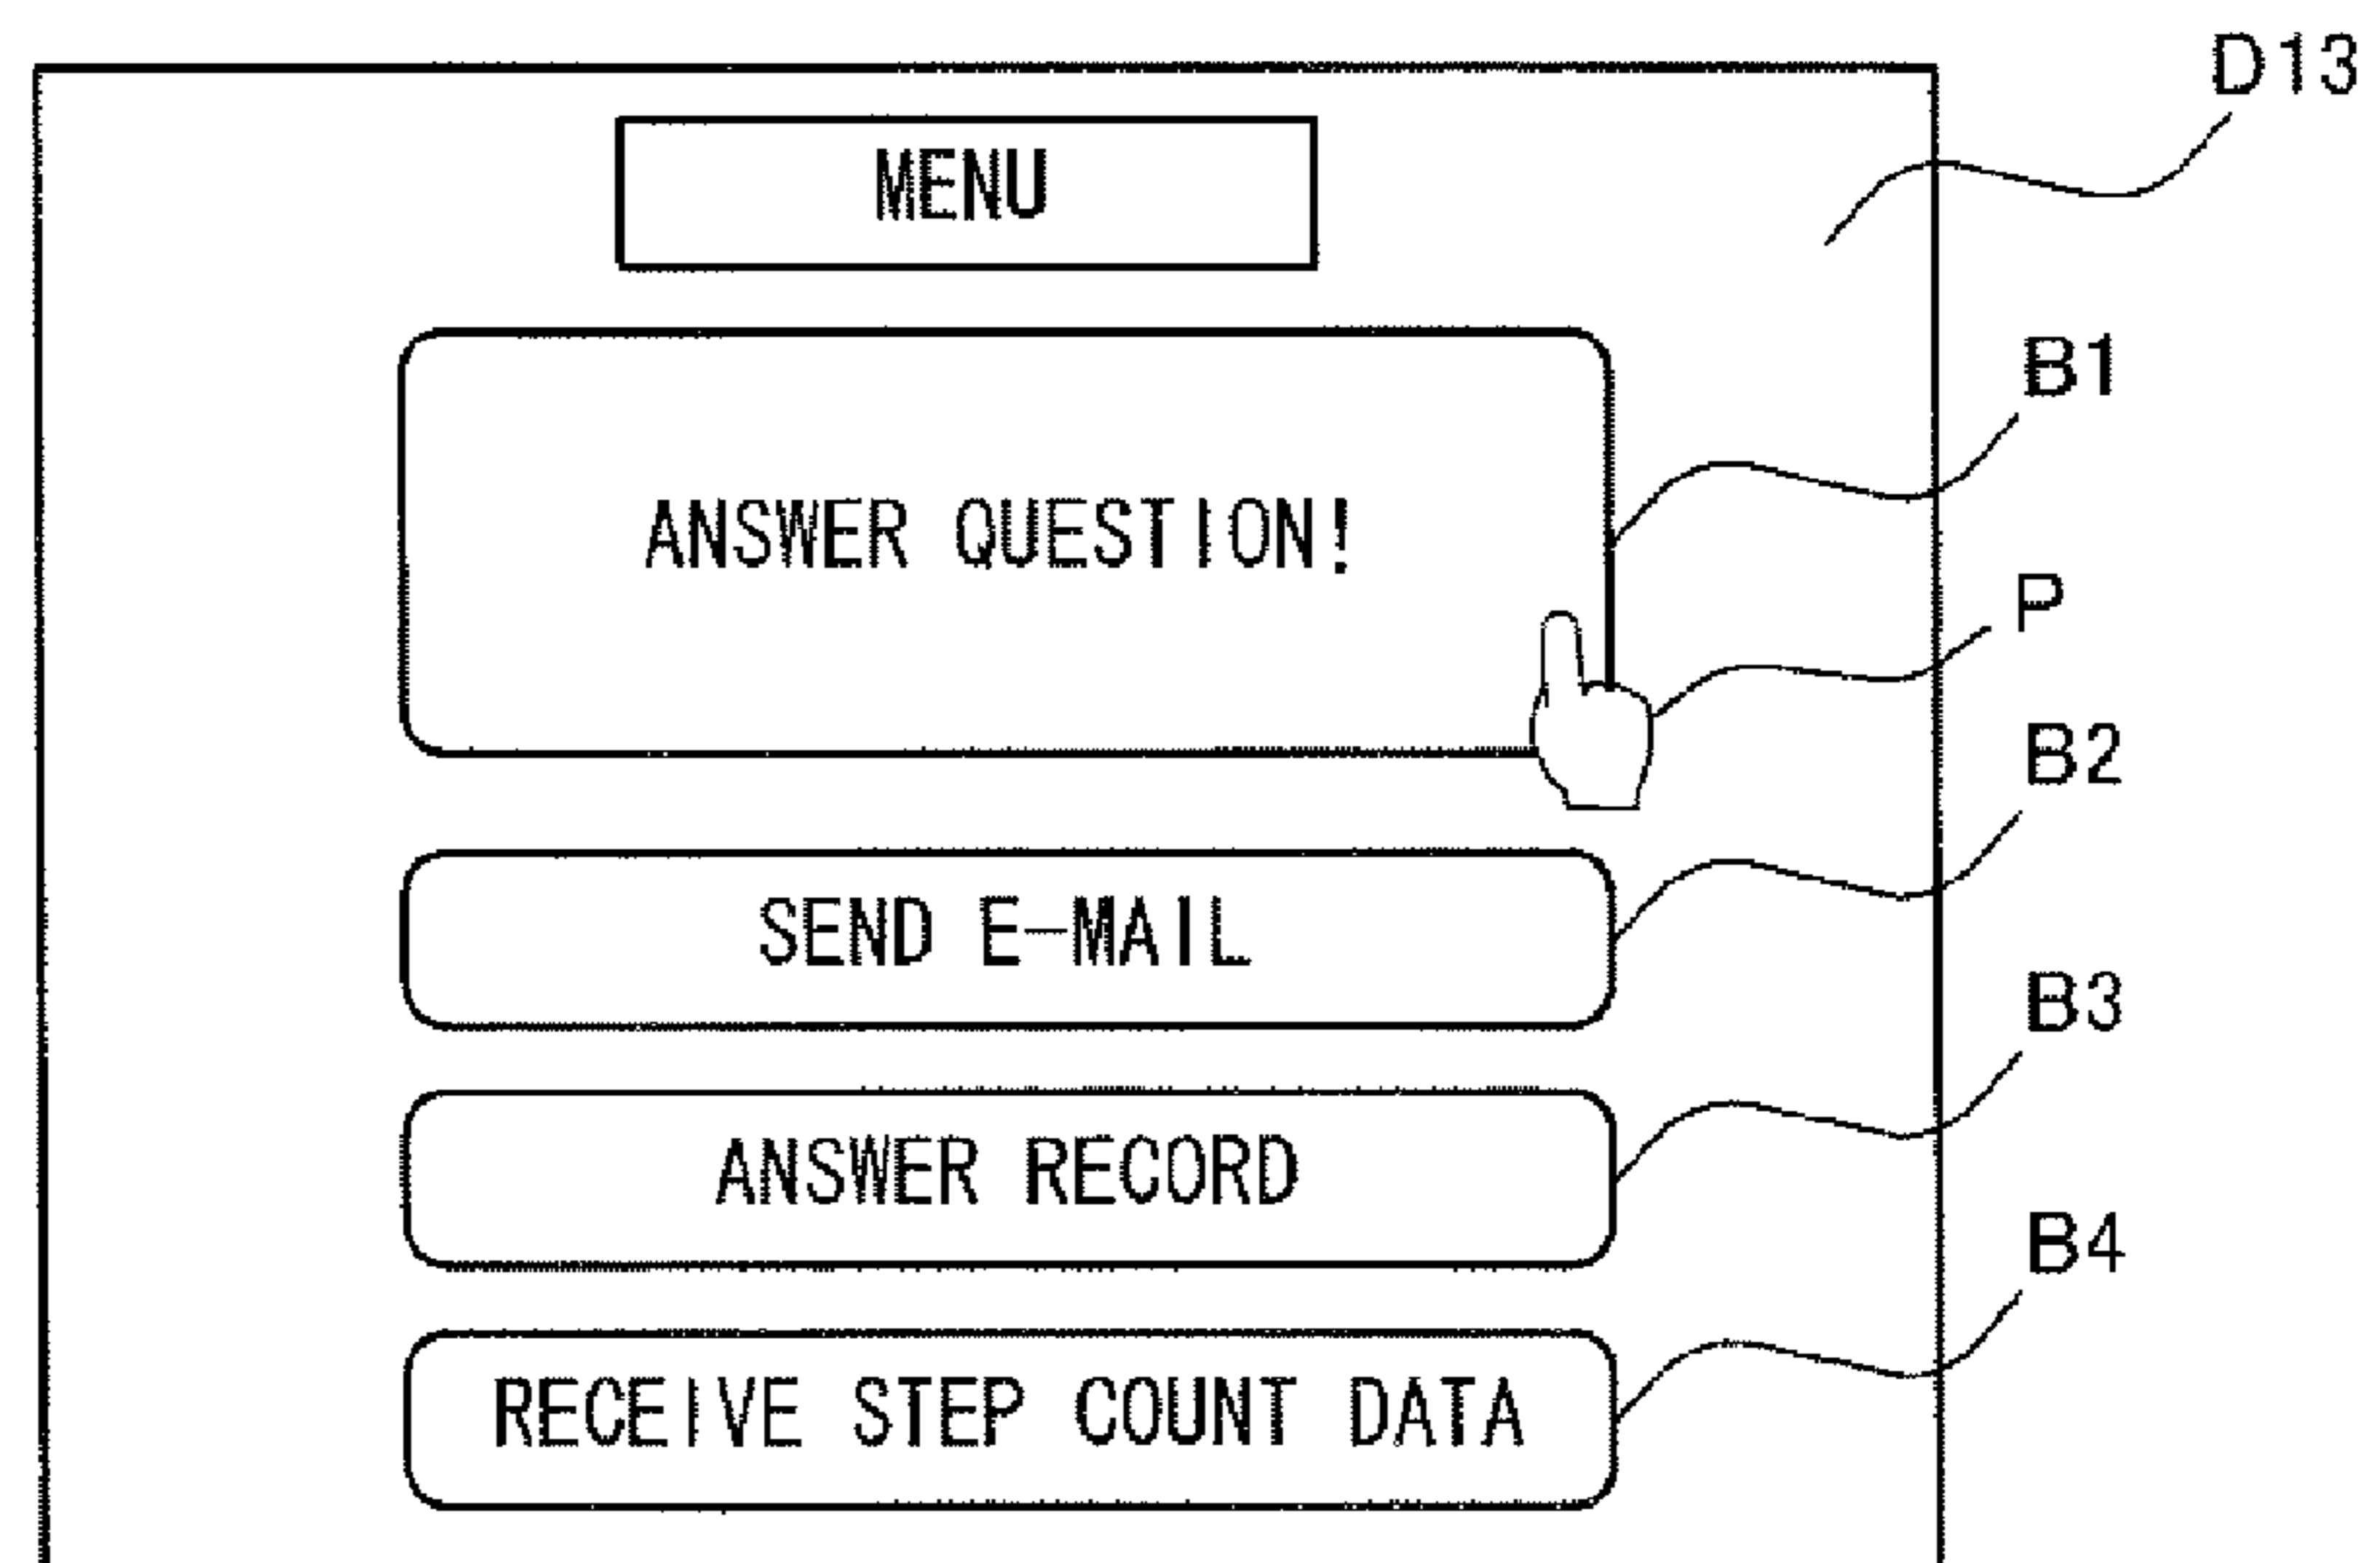 D13
MENU
B1
ANSWER QUESTION!
P
B2
SEND E-MAIL
B3
ANSWER RECORD
B4
RECEIVE STEP COUNT DATA